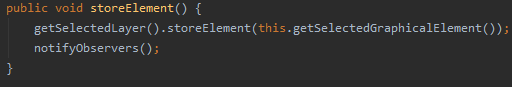 public void storeElement() {
    getSelectedLayer().storeElement(this.getSelectedGraphicalElement());
    notifyObservers();
}